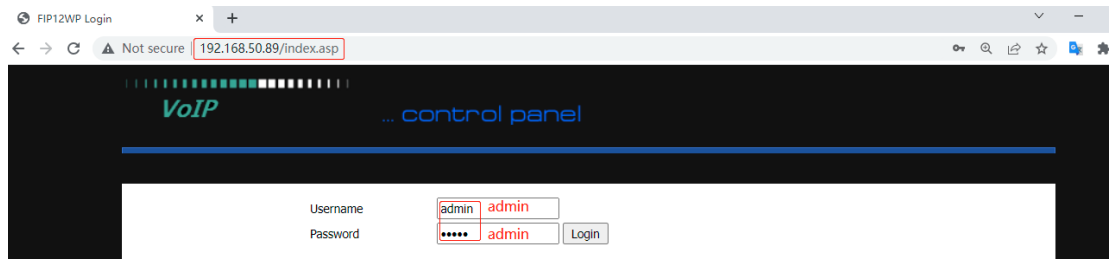 FIP12WP Login
Not secure 192.168.50.89/index.asp
VoIP ... control panel
Username admin admin
Password ••••• admin Login